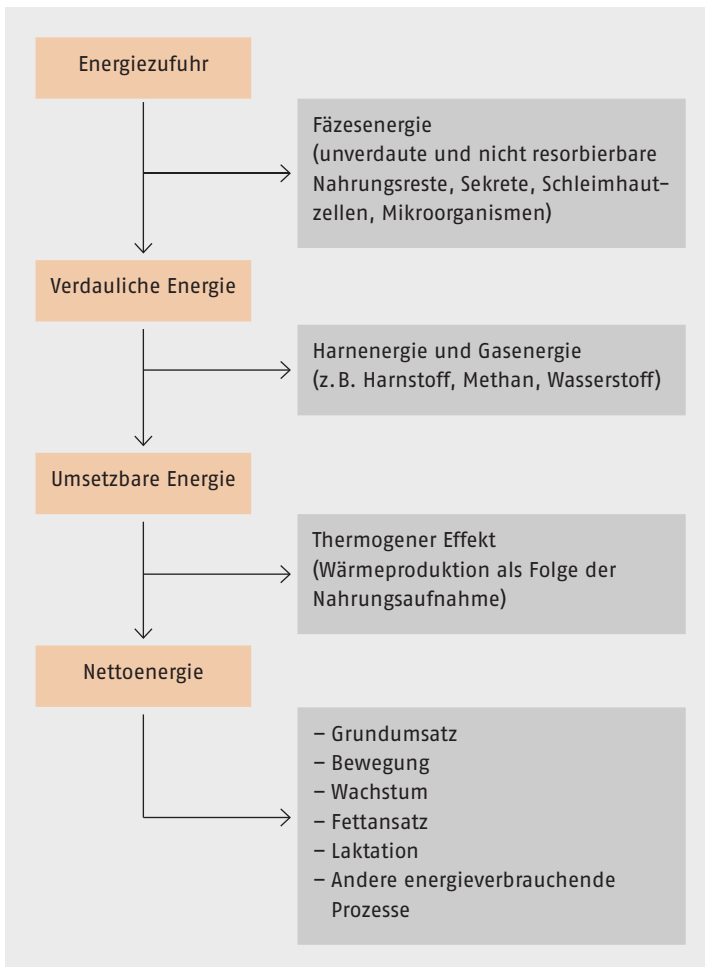 Energiezufuhr
Fäzesenergie
(unverdaute und nicht resorbierbare
Nahrungsreste, Sekrete, Schleimhaut-
zellen, Mikroorganismen)
Verdauliche Energie
Harnenergie und Gasenergie
(z. B. Harnstoff, Methan, Wasserstoff)
Umsetzbare Energie
Thermogener Effekt
(Wärmeproduktion als Folge der
Nahrungsaufnahme)
Nettoenergie
– Grundumsatz
– Bewegung
– Wachstum
– Fettansatz
– Laktation
– Andere energieverbrauchende
Prozesse